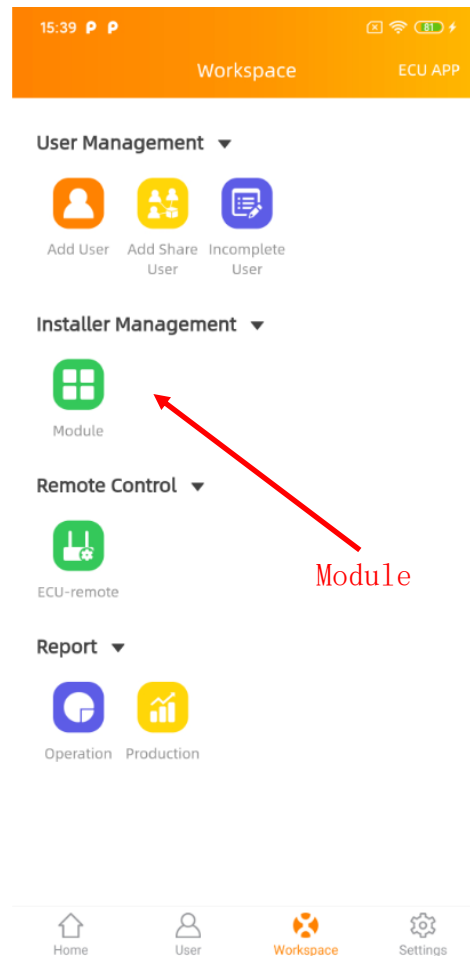 15:39 P P 81
Workspace ECU APP
User Management
Add User Add Share User Incomplete User
Installer Management
Module
Remote Control
Module
ECU-remote
Report
Operation Production
Home User Workspace Settings